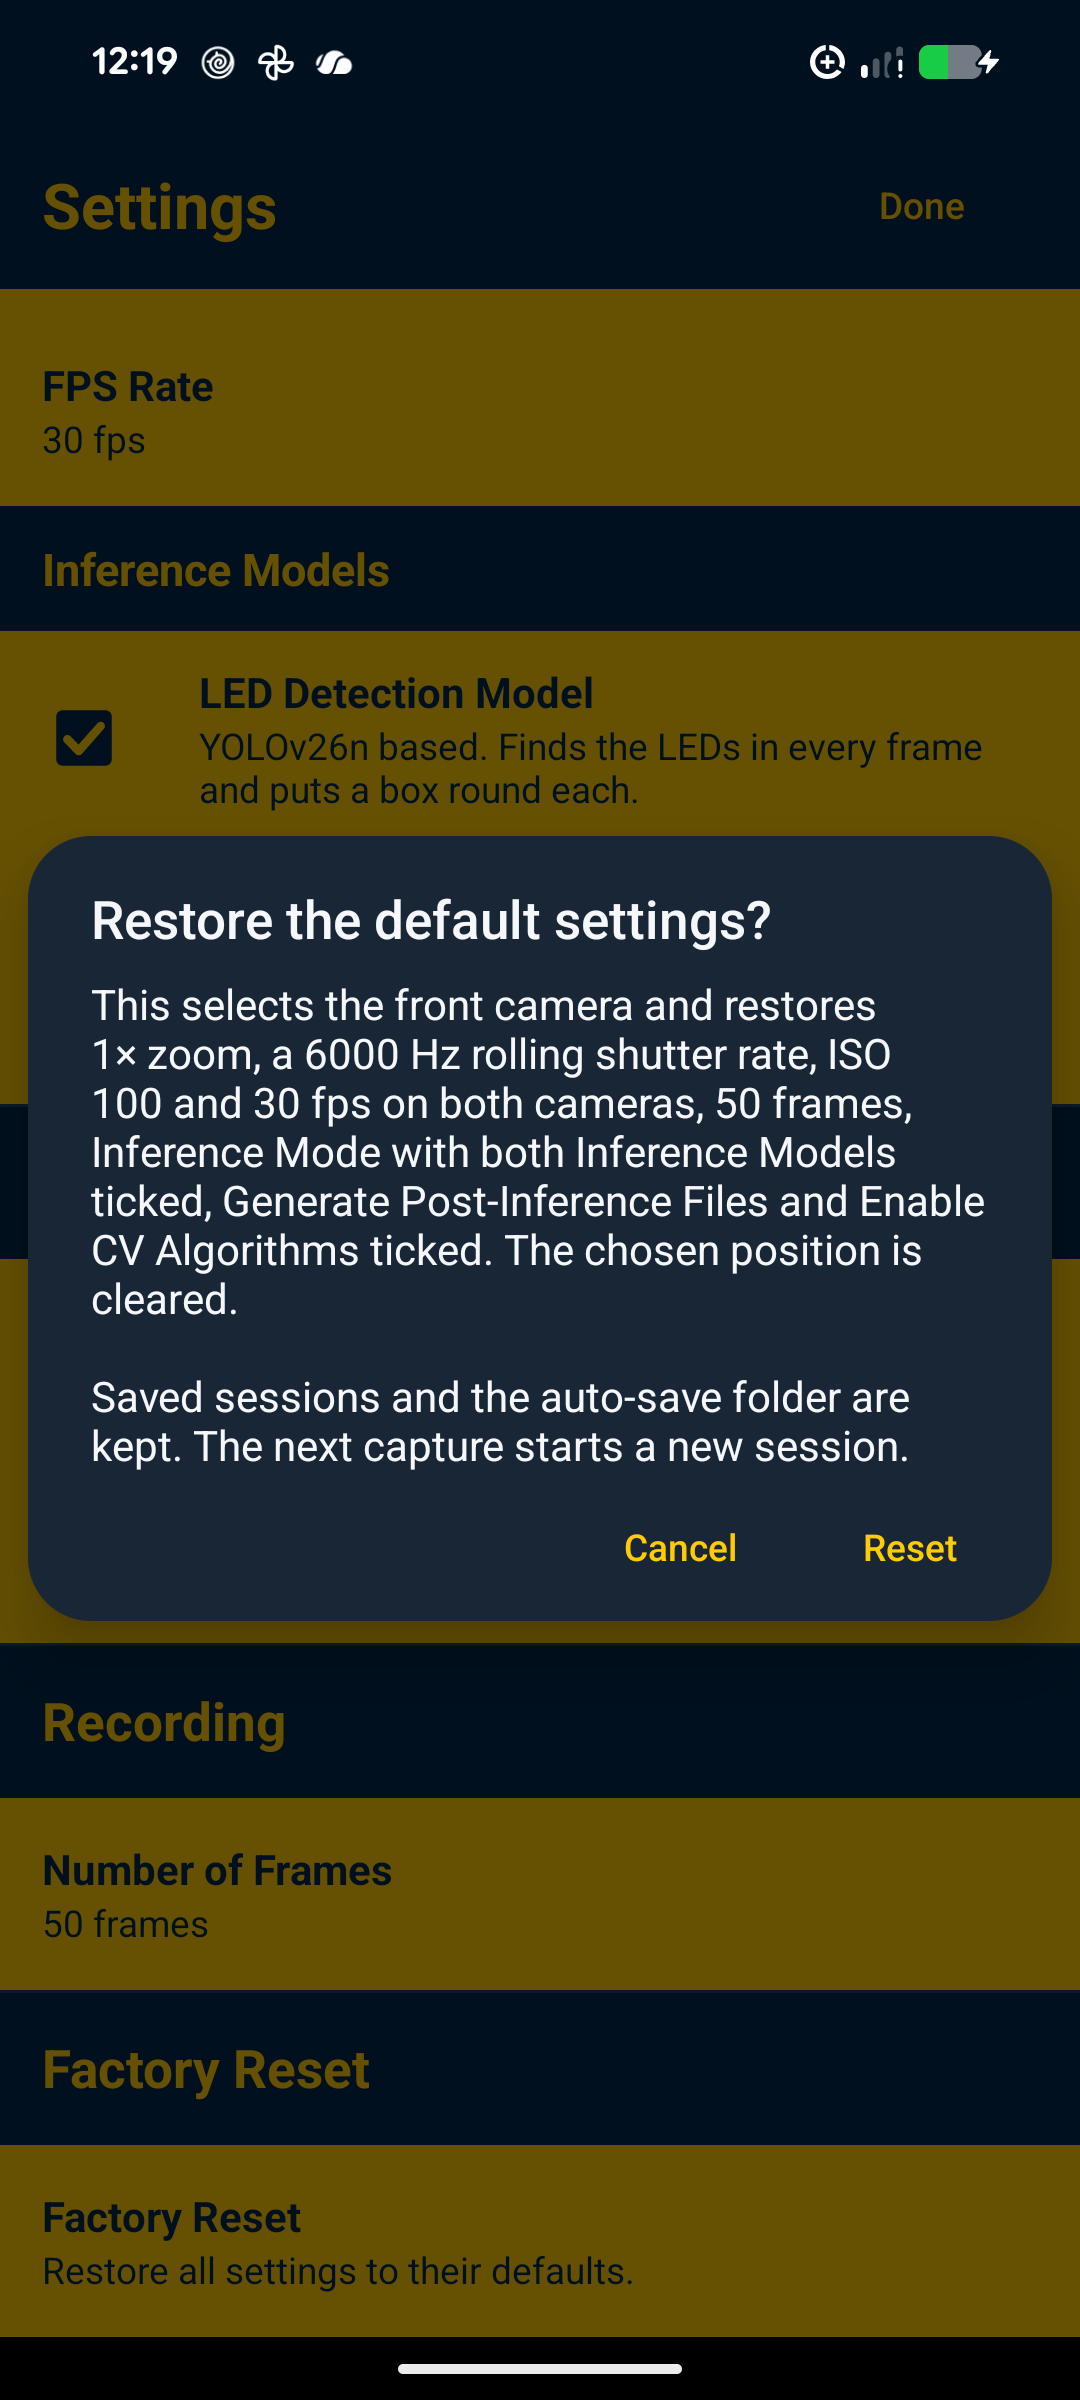 12:19
Settings
Done
FPS Rate
30 fps
Inference Models
LED Detection Model
YOLOv26n based. Finds the LEDs in every frame
and puts a box round each.
Restore the default settings?
This selects the front camera and restores
1× zoom, a 6000 Hz rolling shutter rate, ISO
100 and 30 fps on both cameras, 50 frames,
Inference Mode with both Inference Models
ticked, Generate Post-Inference Files and Enable
CV Algorithms ticked. The chosen position is
cleared.
Saved sessions and the auto-save folder are
kept. The next capture starts a new session.
Cancel
Reset
Recording
Number of Frames
50 frames
Factory Reset
Factory Reset
Restore all settings to their defaults.